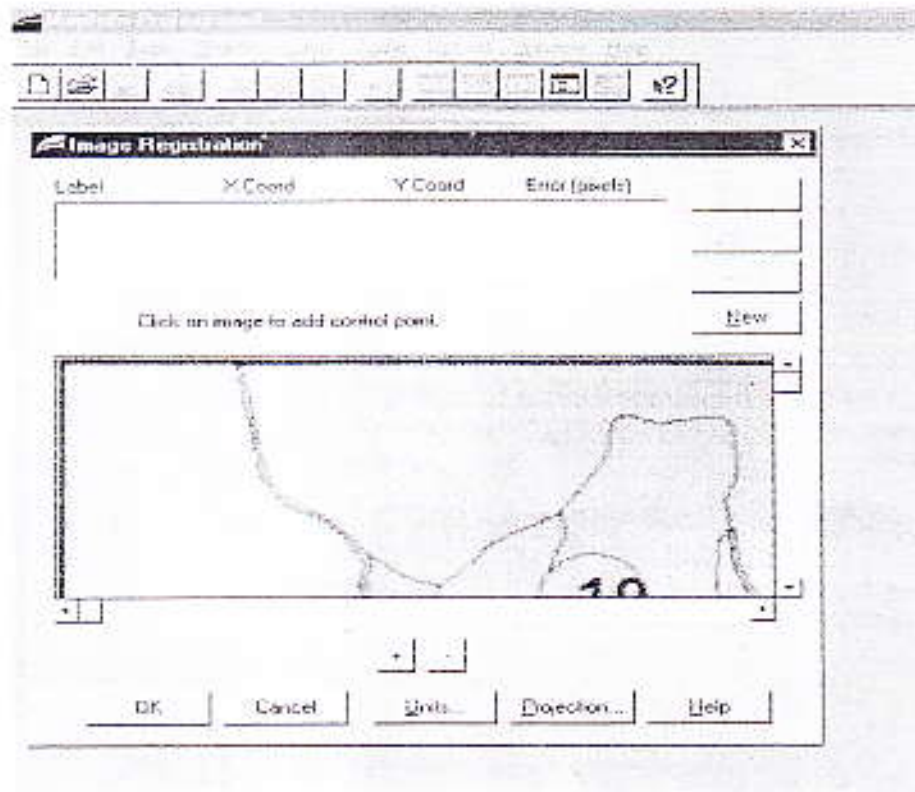 Image Registration
Label X Coord Y Coord Error (pixels)
Click on image to add control point.
New
10
+ -
OK Cancel Units... Projection... Help